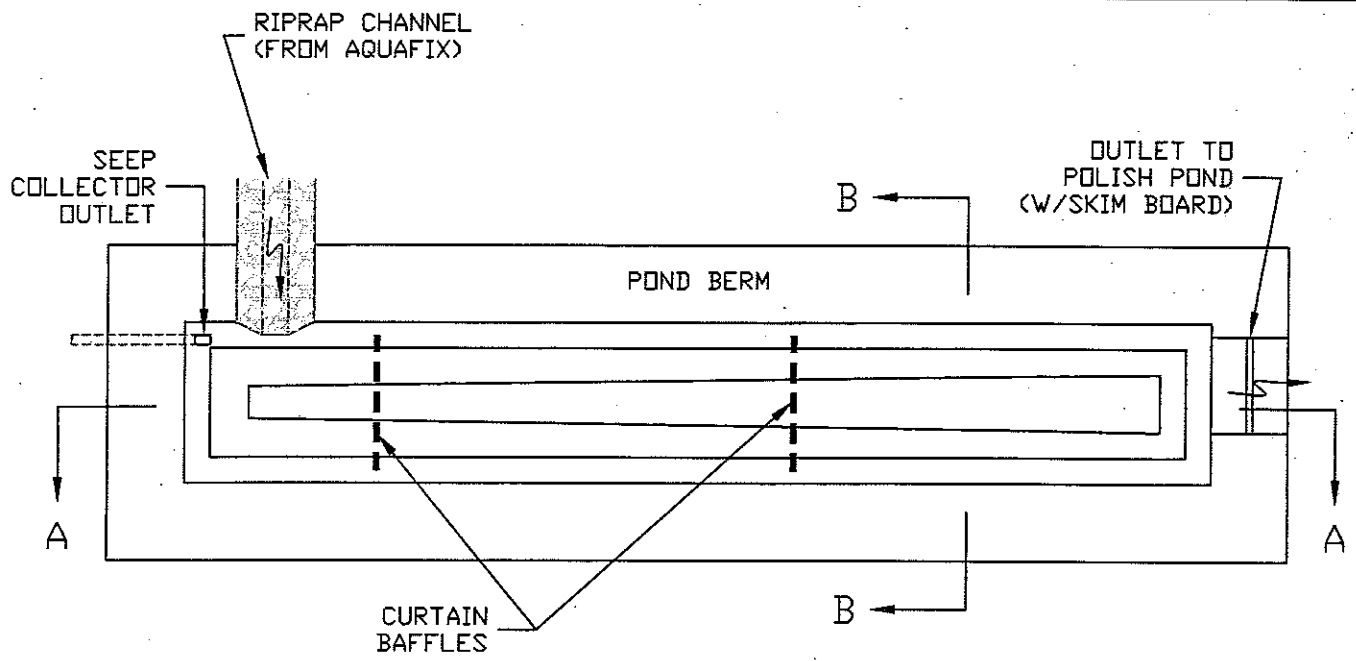 RIPRAP CHANNEL
(FROM AQUAFIX)
SEEP
COLLECTOR
OUTLET
OUTLET TO
POLISH POND
(W/SKIM BOARD)
B
POND BERM
A
A
B
CURTAIN
BAFFLES